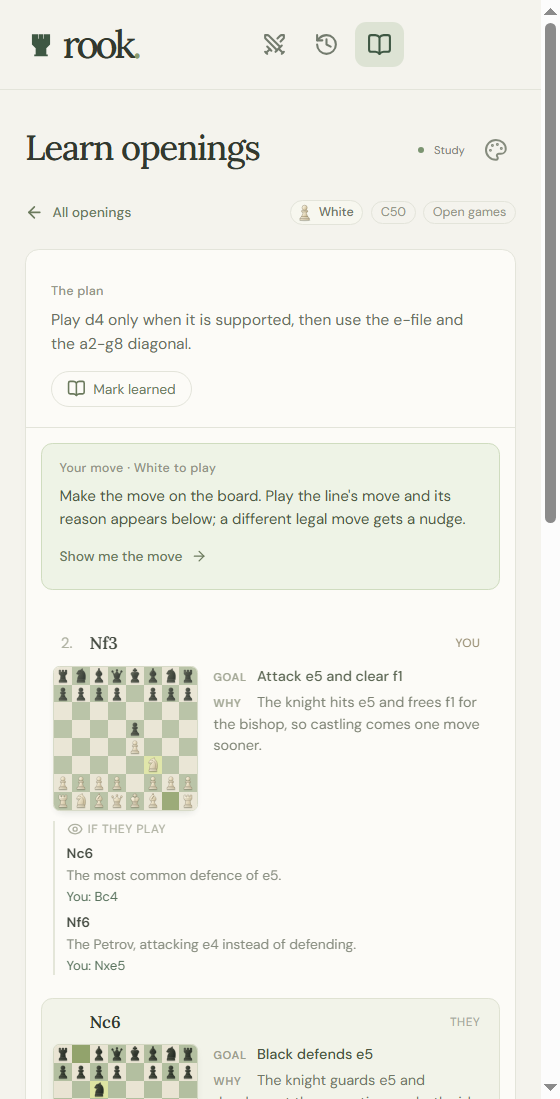 rook.
Learn openings
Study
All openings
White
C50
Open games
The plan
Play d4 only when it is supported, then use the e-file and
the a2-g8 diagonal.
Mark learned
Your move · White to play
Make the move on the board. Play the line's move and its
reason appears below; a different legal move gets a nudge.
Show me the move
2. Nf3
YOU
GOAL Attack e5 and clear f1
WHY The knight hits e5 and frees f1 for
the bishop, so castling comes one move
sooner.
IF THEY PLAY
Nc6
The most common defence of e5.
You: Bc4
Nf6
The Petrov, attacking e4 instead of defending.
You: Nxe5
Nc6
THEY
GOAL Black defends e5
WHY The knight guards e5 and